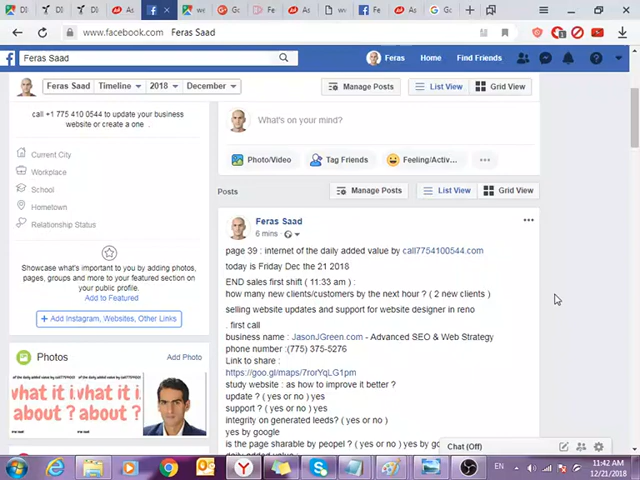 www.facebook.com Feras Saad
Feras Saad
Feras
Home
Find Friends
Feras Saad
Timeline
2018
December
Manage Posts
List View
Grid View
call +1 775 410 0544 to update your business
website or create a one .
Current City
Workplace
School
Hometown
Relationship Status
Showcase what's important to you by adding photos,
pages, groups and more to your featured section on
your public profile.
Add to Featured
+ Add Instagram, Websites, Other Links
Photos
Add Photo
of the daily added value by call77541005
what it i
about ?
what it i.
about ?
What's on your mind?
Photo/Video
Tag Friends
Feeling/Activ...
Posts
Manage Posts
List View
Grid View
Feras Saad
6 mins
page 39 : internet of the daily added value by call7754100544.com
today is Friday Dec the 21 2018
END sales first shift ( 11:33 am ) :
how many new clients/customers by the next hour ? ( 2 new clients )
selling website updates and support for website designer in reno
. first call
business name : JasonJGreen.com - Advanced SEO & Web Strategy
phone number :(775) 375-5276
Link to share :
https://goo.gl/maps/7rorYqLG1pm
study website : as how to improve it better ?
update ? ( yes or no ) yes
support ? ( yes or no ) yes
integrity on generated leeds? ( yes or no )
yes by google
is the page sharable by peopel ? ( yes or no ) yes by go
Chat (Off)
EN
11:42 AM
12/21/2018